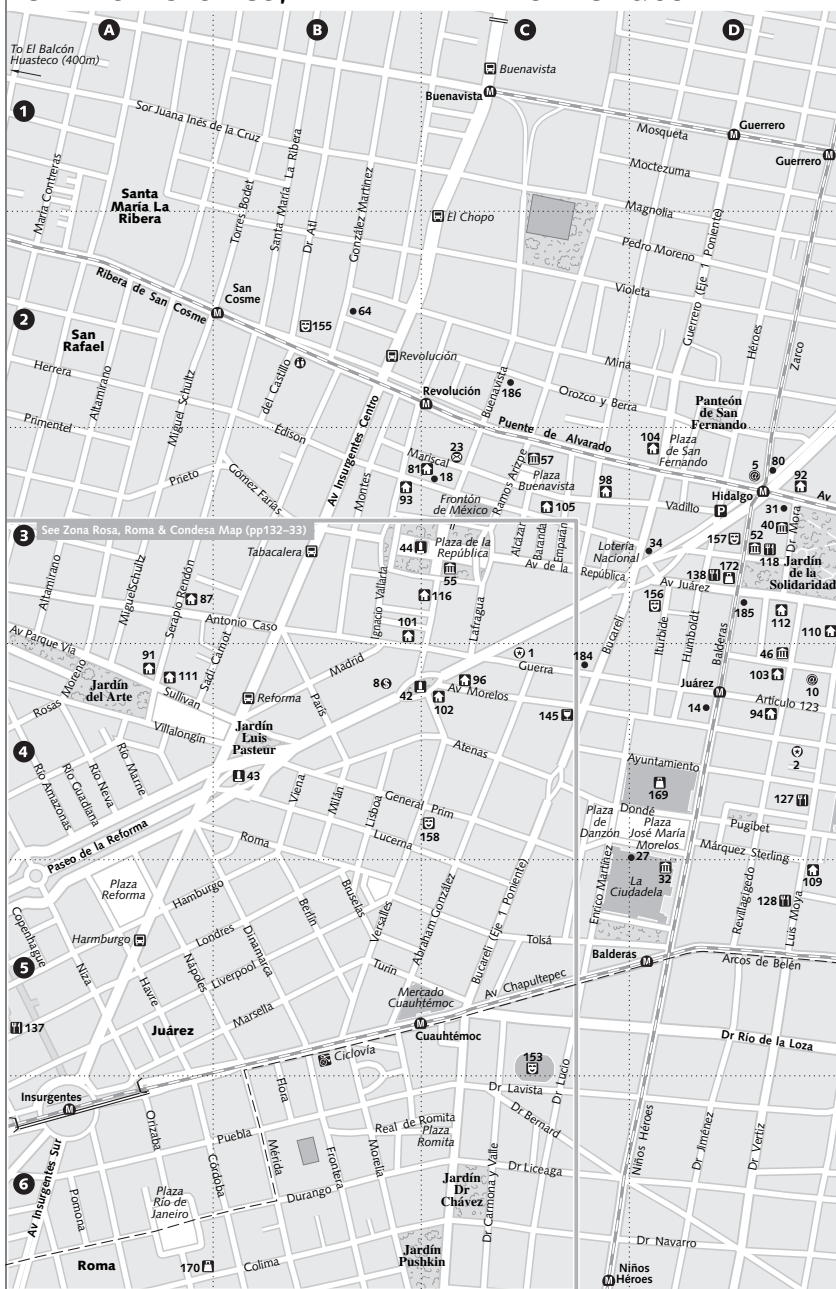 A
B
C
D
To El Balcón
Huasteco (400m)
Buenavista
Buenavista
M
1
Sor Juana Inés de la Cruz
Mosqueta
Guerrero
M
Guerrero
M
Moctezuma
María Contreras
Santa
María La
Ribera
Torres Bodet
Santa María La Ribera
Dr Atl
González Martínez
El Chopo
Magnolia
Pedro Moreno
Guerrero (Eje 1 Poniente)
Violeta
Ribera de San Cosme
San
Cosme
M
64
155
2
San
Rafael
Revolución
Mina
Héroes
Zarco
Herrera
Altamirano
Miguel Schultz
del Castillo
Revolución
M
Buenavista
186
Orozco y Berra
Panteón
de San
Fernando
Primentel
Édison
Av Insurgentes Centro
Puente de Alvarado
104
Plaza
de San
Fernando
Prieto
Gómez Farías
Montes
Mariscal
23
81
18
93
Frontón
de México
Ramos Arizpe
57
Plaza
Buenavista
105
98
5
80
92
Hidalgo
M
Av
Vadillo
P
31
3
See Zona Rosa, Roma & Condesa Map (pp132–33)
Tabacalera
44
Plaza de la
República
55
Alcázar
Baranda
Emparán
Av de la
República
Lotería
Nacional
34
157
52
40
Dr Mora
118
Jardín
de la
Solidaridad
Altamirano
MiguelSchultz
Serapio Rendón
87
Ignacio Vallarta
116
Lafragua
138
172
Av Juárez
156
185
112
110
Antonio Caso
101
Iturbide
Humboldt
Balderas
Bucareli
Av Parque Vía
91
111
Sadi Carnot
Madrid
1
Guerra
184
46
103
10
Rosas Moreno
Jardín
del Arte
Sullivan
Reforma
París
8
42
96
Av Morelos
102
145
Juárez
M
14
Artículo 123
94
Villalongín
Jardín
Luis
Pasteur
4
43
Atenas
Ayuntamiento
2
Río Amazonas
Río Guadiana
Río Neva
Río Marne
Viena
Milán
Lisboa
General Prim
158
169
Dondé
127
Plaza
de
Danzón
Plaza
José María
Morelos
Pugibet
Paseo de la Reforma
Roma
Lucerna
Márquez Sterling
27
32
La
Ciudadela
109
Plaza
Reforma
Hamburgo
Berlín
Bruselas
Versalles
Abraham González
Bucareli (Eje 1 Poniente)
Enrico Martínez
Revillagigedo
128
Luis Moya
Copenhague
Harmburgo
Londres
Dinamarca
Tolsá
5
Niza
Havre
Nápoles
Liverpool
Turín
Balderas
M
Arcos de Belén
Av Chapultepec
Mercado
Cuauhtémoc
137
Juárez
Marsella
M
Cuauhtémoc
Dr Río de la Loza
Ciclovía
153
Dr Lucio
Insurgentes
M
Flora
Dr Lavista
Dr Bernard
Orizaba
Puebla
Real de Romita
Plaza
Romita
Niños Héroes
Dr Jiménez
Dr Vertiz
6
Córdoba
Mérida
Frontera
Morelia
Dr Liceaga
Av Insurgentes Sur
Pomona
Plaza
Río de
Janeiro
Durango
Jardín
Dr
Chávez
Dr Carmona y Valle
Dr Navarro
Roma
170
Colima
Jardín
Pushkin
M
Niños
Héroes